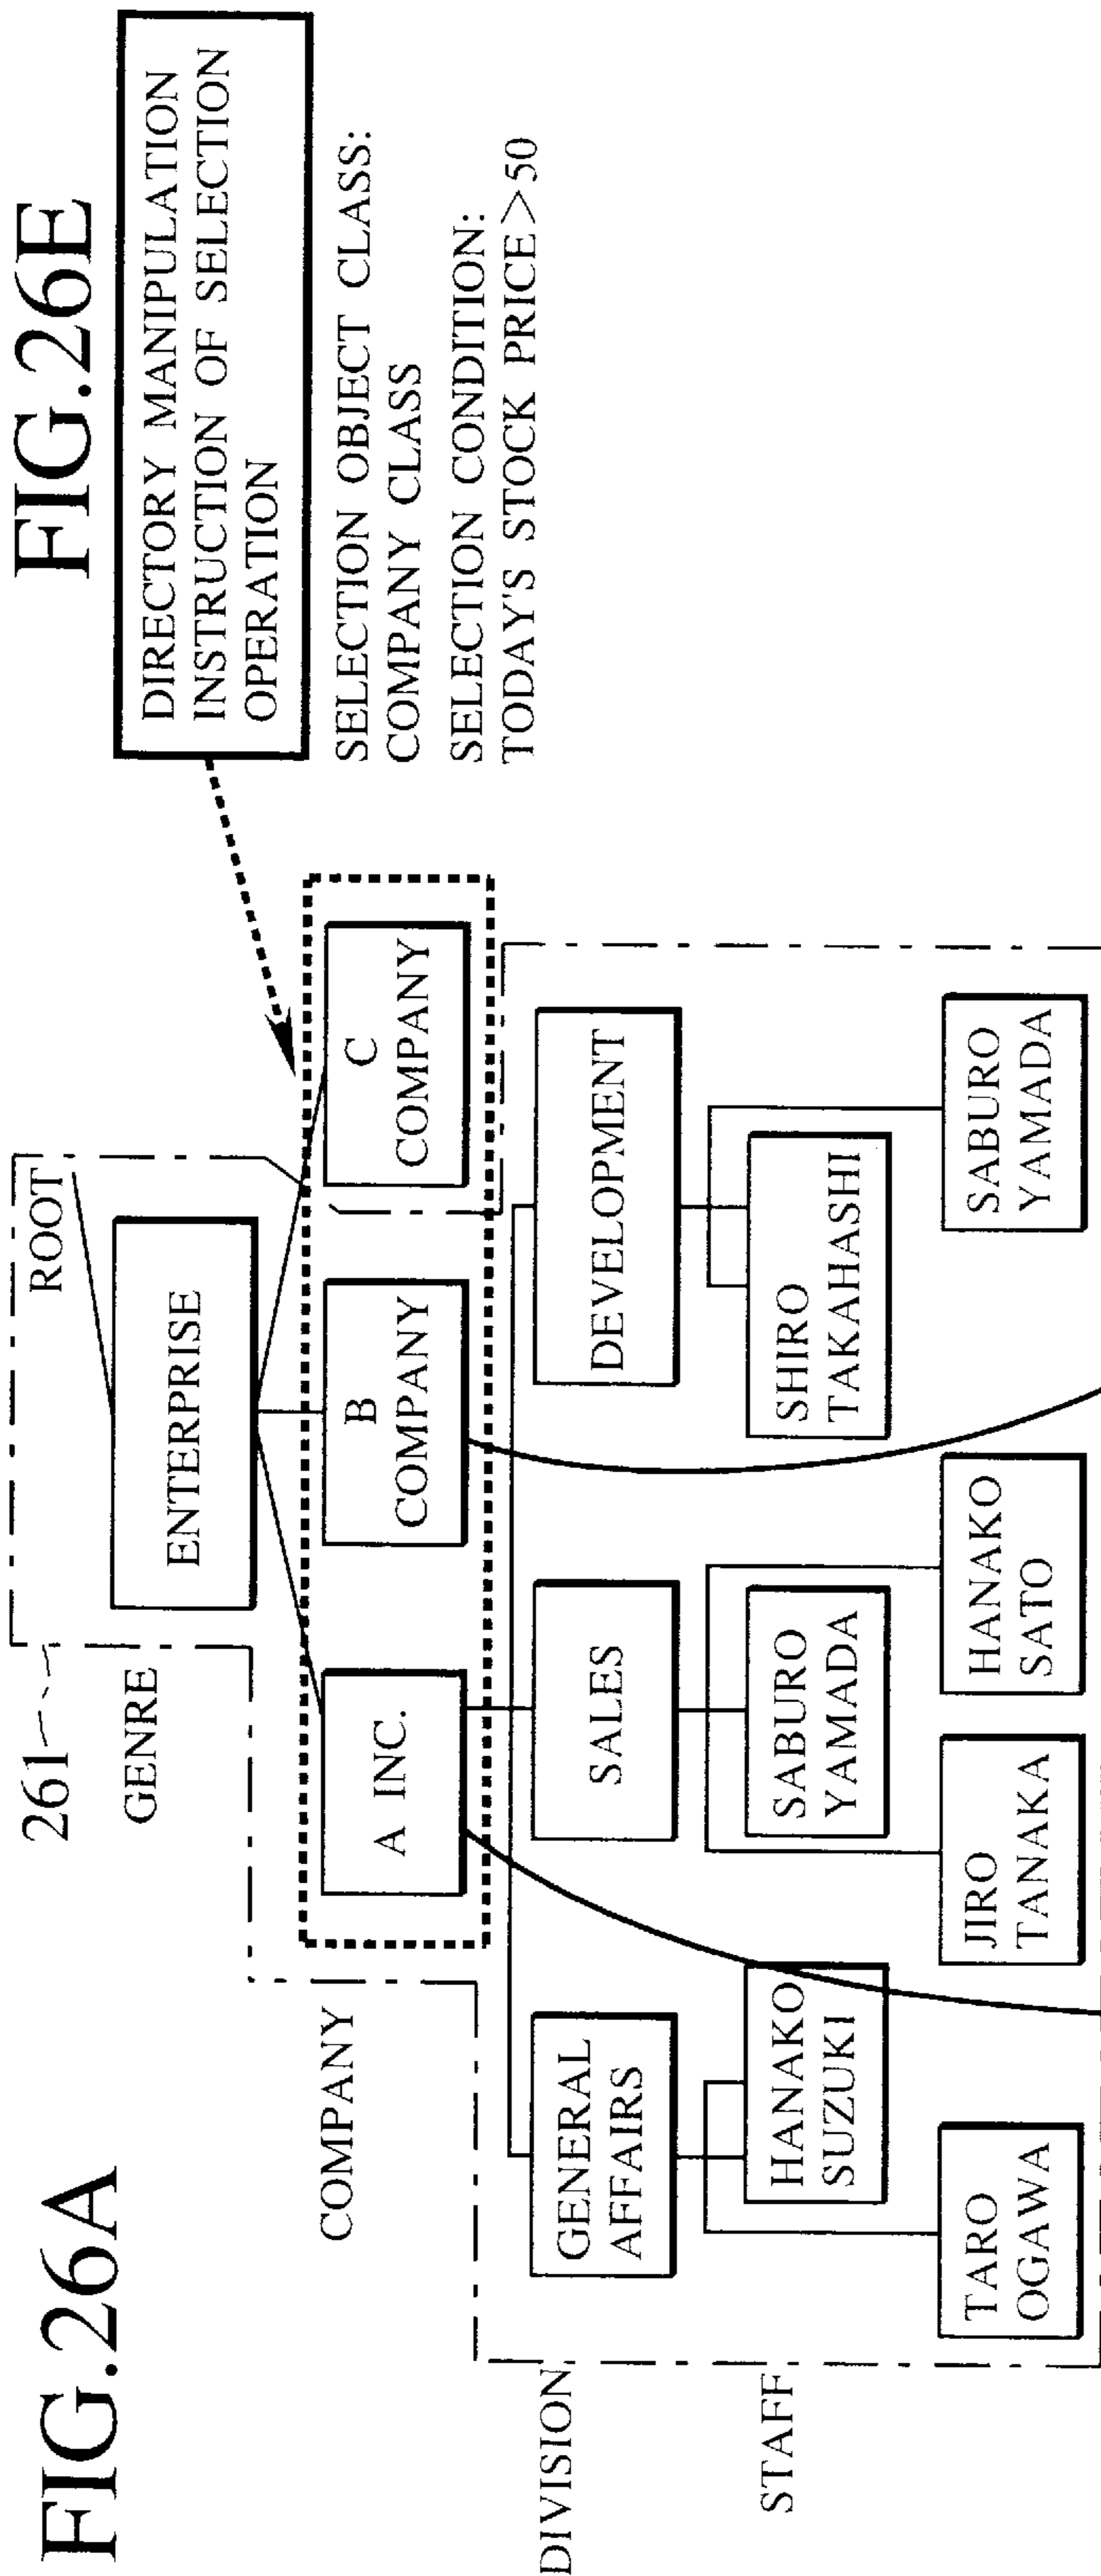 FIG.26A
FIG.26E
261
ROOT
GENRE
ENTERPRISE
DIRECTORY MANIPULATION
INSTRUCTION OF SELECTION
OPERATION
COMPANY
A INC.
B
COMPANY
C
COMPANY
SELECTION OBJECT CLASS:
COMPANY CLASS
SELECTION CONDITION:
TODAY'S STOCK PRICE>50
DIVISION
GENERAL
AFFAIRS
SALES
DEVELOPMENT
STAFF
HANAKO
SUZUKI
SABURO
YAMADA
SHIRO
TAKAHASHI
TARO
OGAWA
JIRO
TANAKA
HANAKO
SATO
SABURO
YAMADA